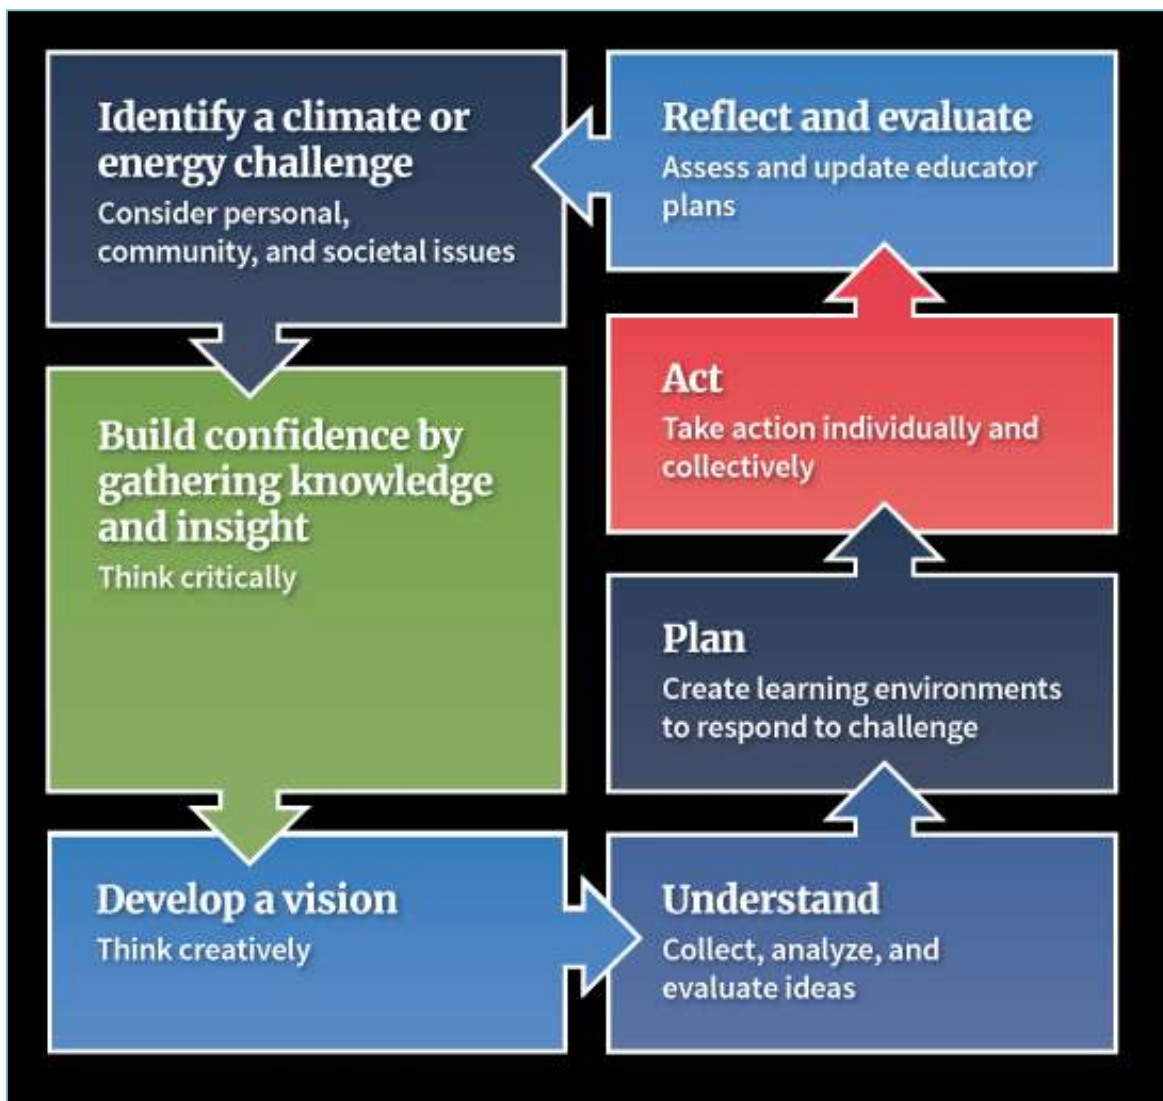 Identify a climate or
energy challenge
Consider personal,
community, and societal issues
Build confidence by
gathering knowledge
and insight
Think critically
Develop a vision
Think creatively
Understand
Collect, analyze, and
evaluate ideas
Plan
Create learning environments
to respond to challenge
Act
Take action individually and
collectively
Reflect and evaluate
Assess and update educator
plans